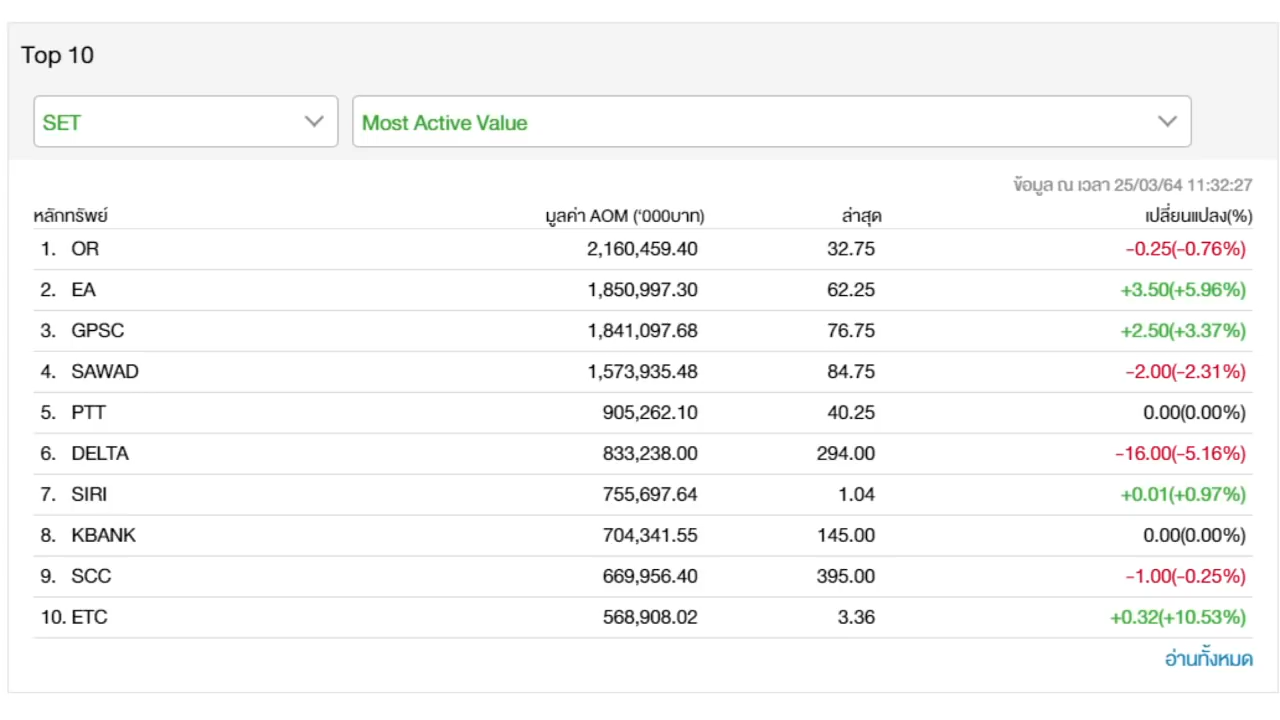 Top 10
SET Most Active Value
ข้อมูล ณ เวลา 25/03/64 11:32:27
หลักทรัพย์ มูลค่า AOM (‘000บาท) ล่าสุด เปลี่ยนแปลง(%)
1. OR 2,160,459.40 32.75 -0.25(-0.76%)
2. EA 1,850,997.30 62.25 +3.50(+5.96%)
3. GPSC 1,841,097.68 76.75 +2.50(+3.37%)
4. SAWAD 1,573,935.48 84.75 -2.00(-2.31%)
5. PTT 905,262.10 40.25 0.00(0.00%)
6. DELTA 833,238.00 294.00 -16.00(-5.16%)
7. SIRI 755,697.64 1.04 +0.01(+0.97%)
8. KBANK 704,341.55 145.00 0.00(0.00%)
9. SCC 669,956.40 395.00 -1.00(-0.25%)
10. ETC 568,908.02 3.36 +0.32(+10.53%)
อ่านทั้งหมด